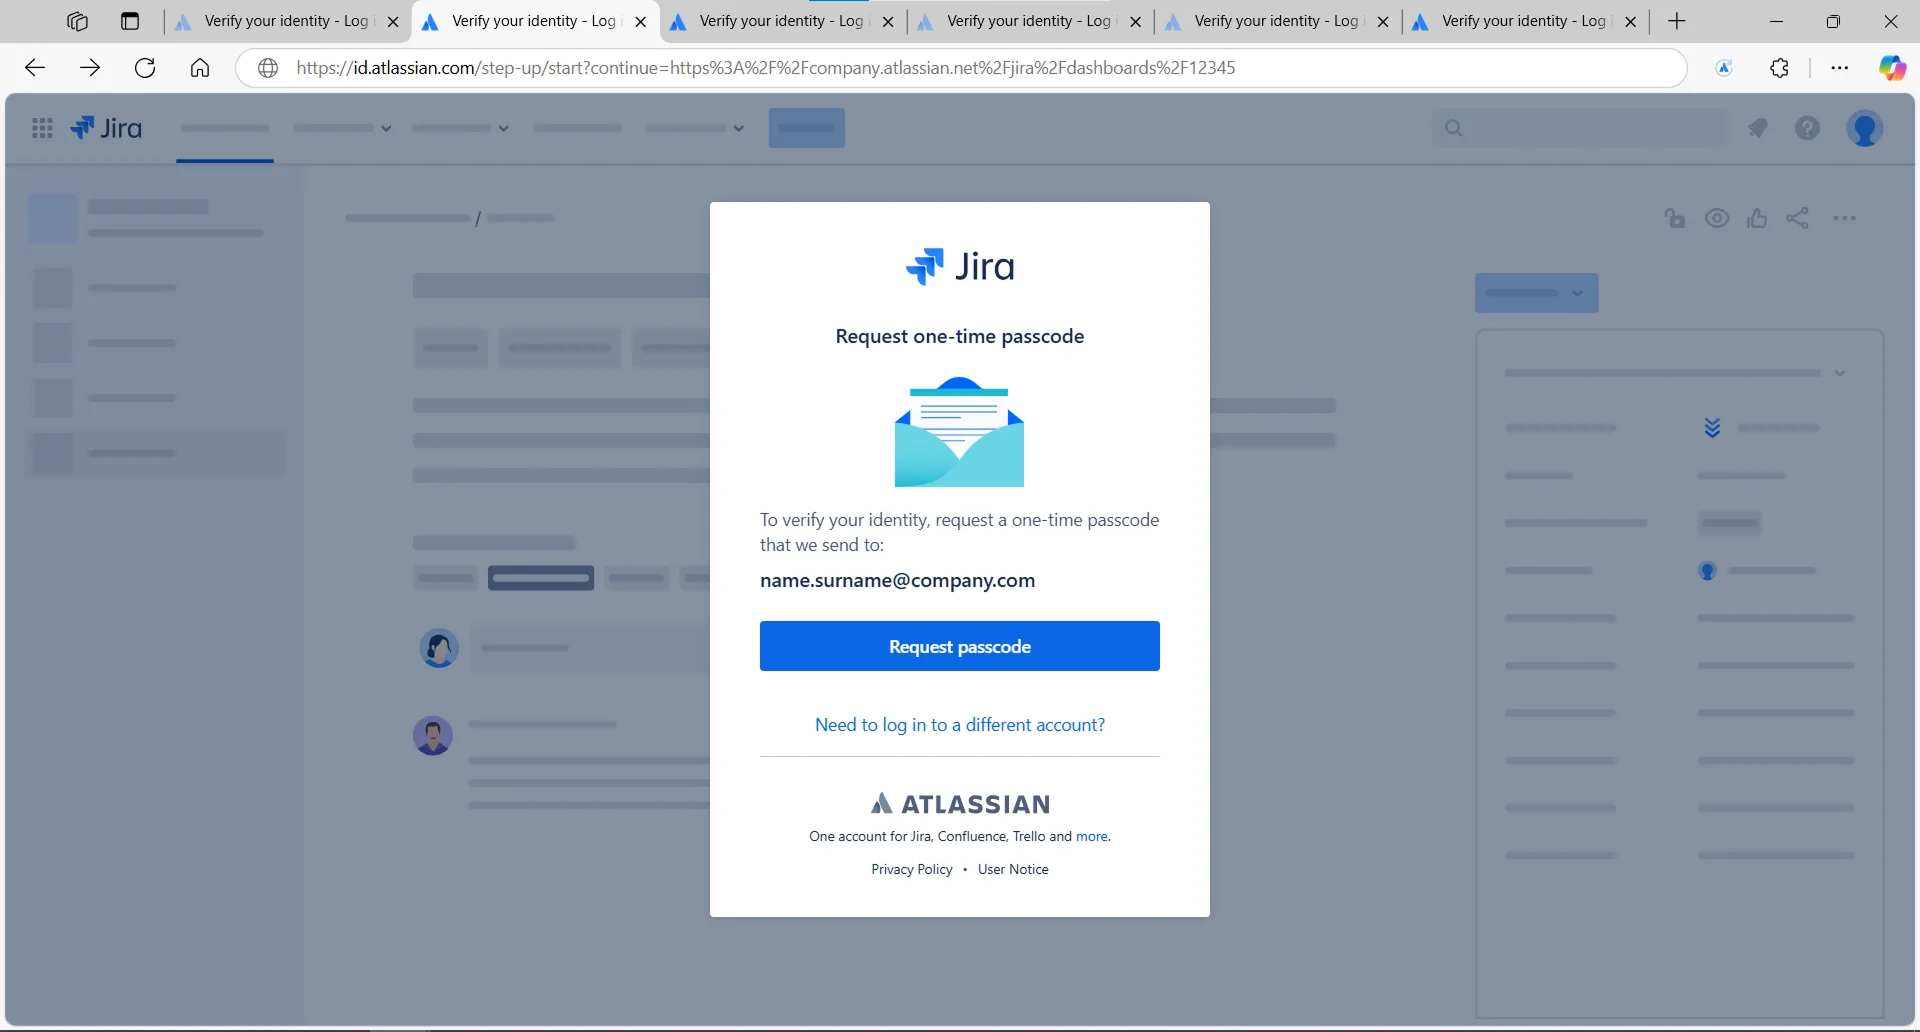 Verify your identity - Log i
Verify your identity - Log i
Verify your identity - Log i
Verify your identity - Log i
Verify your identity - Log i
Verify your identity - Log i
https://id.atlassian.com/step-up/start?continue=https%3A%2F%2Fcompany.atlassian.net%2Fjira%2Fdashboards%2F12345
Jira
/
Jira
Request one-time passcode
To verify your identity, request a one-time passcode
that we send to:
name.surname@company.com
Request passcode
Need to log in to a different account?
ATLASSIAN
One account for Jira, Confluence, Trello and more.
Privacy Policy • User Notice